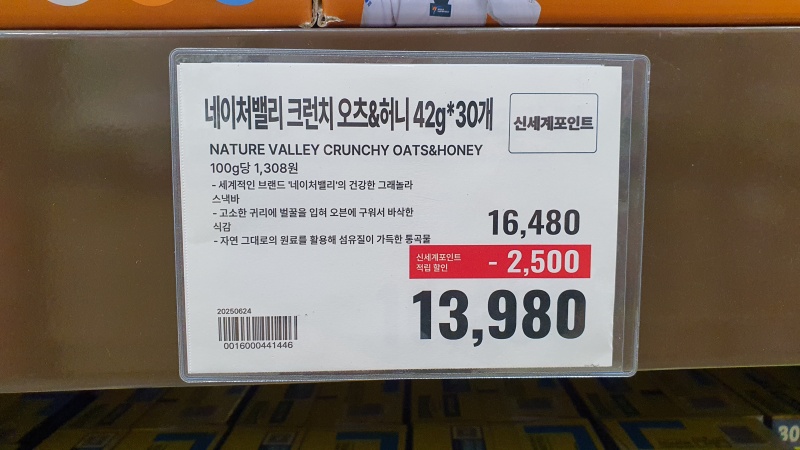 네이처밸리 크런치 오츠&허니 42g*30개
신세계포인트
NATURE VALLEY CRUNCHY OATS&HONEY
100g당 1,308원
- 세계적인 브랜드 '네이처밸리'의 건강한 그래놀라
스낵바
- 고소한 귀리에 벌꿀을 입혀 오븐에 구워서 바삭한
식감
- 자연 그대로의 원료를 활용해 섬유질이 가득한 통곡물
16,480
신세계포인트
적립 할인
- 2,500
13,980
20250624
0016000441446
30